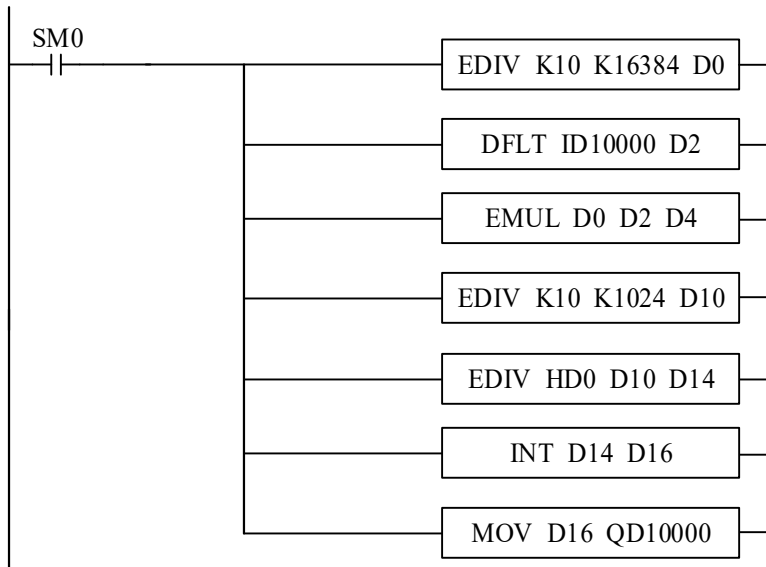 SM0
EDIV K10 K16384 D0
DFLT ID10000 D2
EMUL D0 D2 D4
EDIV K10 K1024 D10
EDIV HD0 D10 D14
INT D14 D16
MOV D16 QD10000